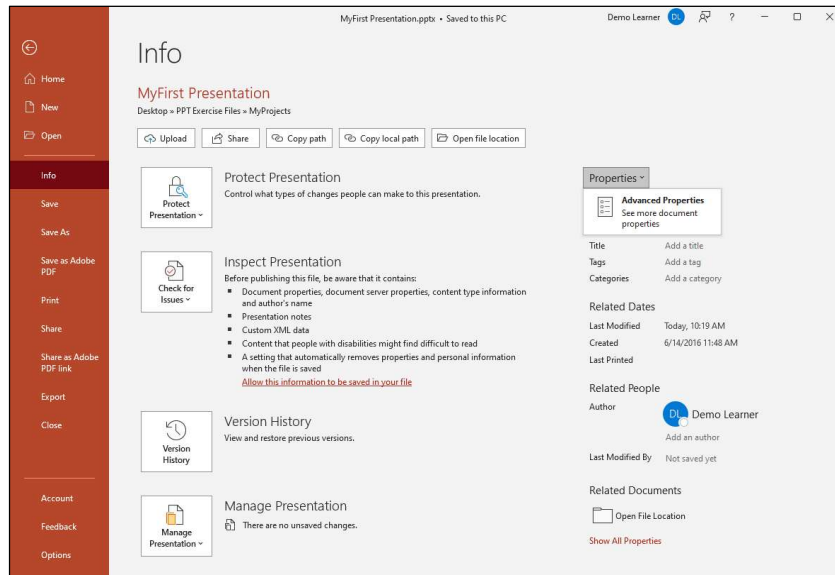 MyFirst Presentation.pptx • Saved to this PC
Demo Learner
DL
?
Home
New
Open
Info
Save
Save As
Save as Adobe
PDF
Print
Share
Share as Adobe
PDF link
Export
Close
Account
Feedback
Options
Info
MyFirst Presentation
Desktop » PPT Exercise Files » MyProjects
Upload
Share
Copy path
Copy local path
Open file location
Protect
Presentation
Protect Presentation
Control what types of changes people can make to this presentation.
Check for
Issues
Inspect Presentation
Before publishing this file, be aware that it contains:
Document properties, document server properties, content type information
and author's name
Presentation notes
Custom XML data
Content that people with disabilities might find difficult to read
A setting that automatically removes properties and personal information
when the file is saved
Allow this information to be saved in your file
Version
History
Version History
View and restore previous versions.
Manage
Presentation
Manage Presentation
There are no unsaved changes.
Properties
Advanced Properties
See more document
properties
Title Add a title
Tags Add a tag
Categories Add a category
Related Dates
Last Modified Today, 10:19 AM
Created 6/14/2016 11:48 AM
Last Printed
Related People
Author
DL Demo Learner
Add an author
Last Modified By Not saved yet
Related Documents
Open File Location
Show All Properties